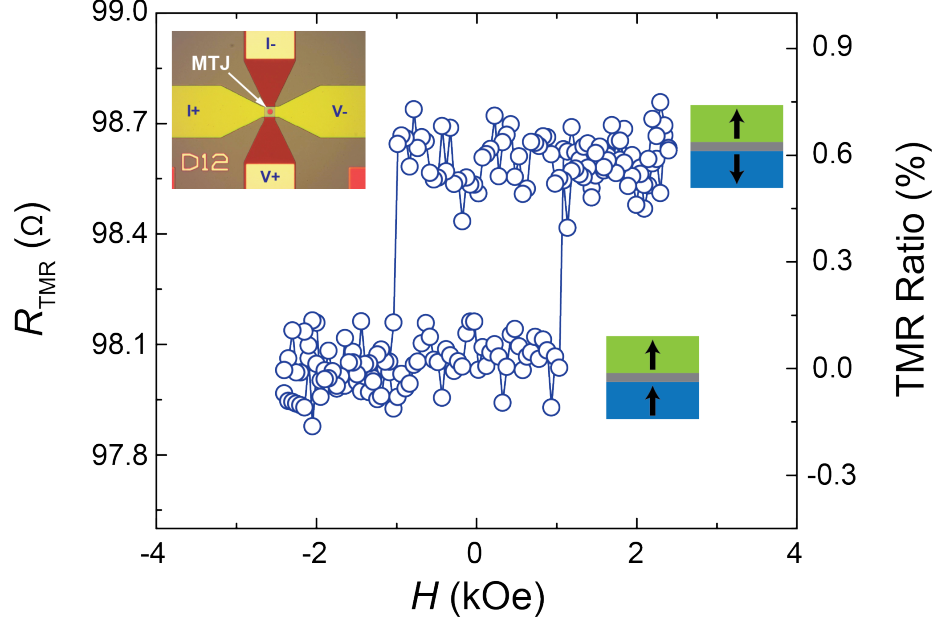 99.0
98.7
98.4
98.1
97.8
R_TMR (Ω)
I-
MTJ
I+
V-
D12
V+
0.9
0.6
0.3
0.0
-0.3
TMR Ratio (%)
-4
-2
0
2
4
H (kOe)